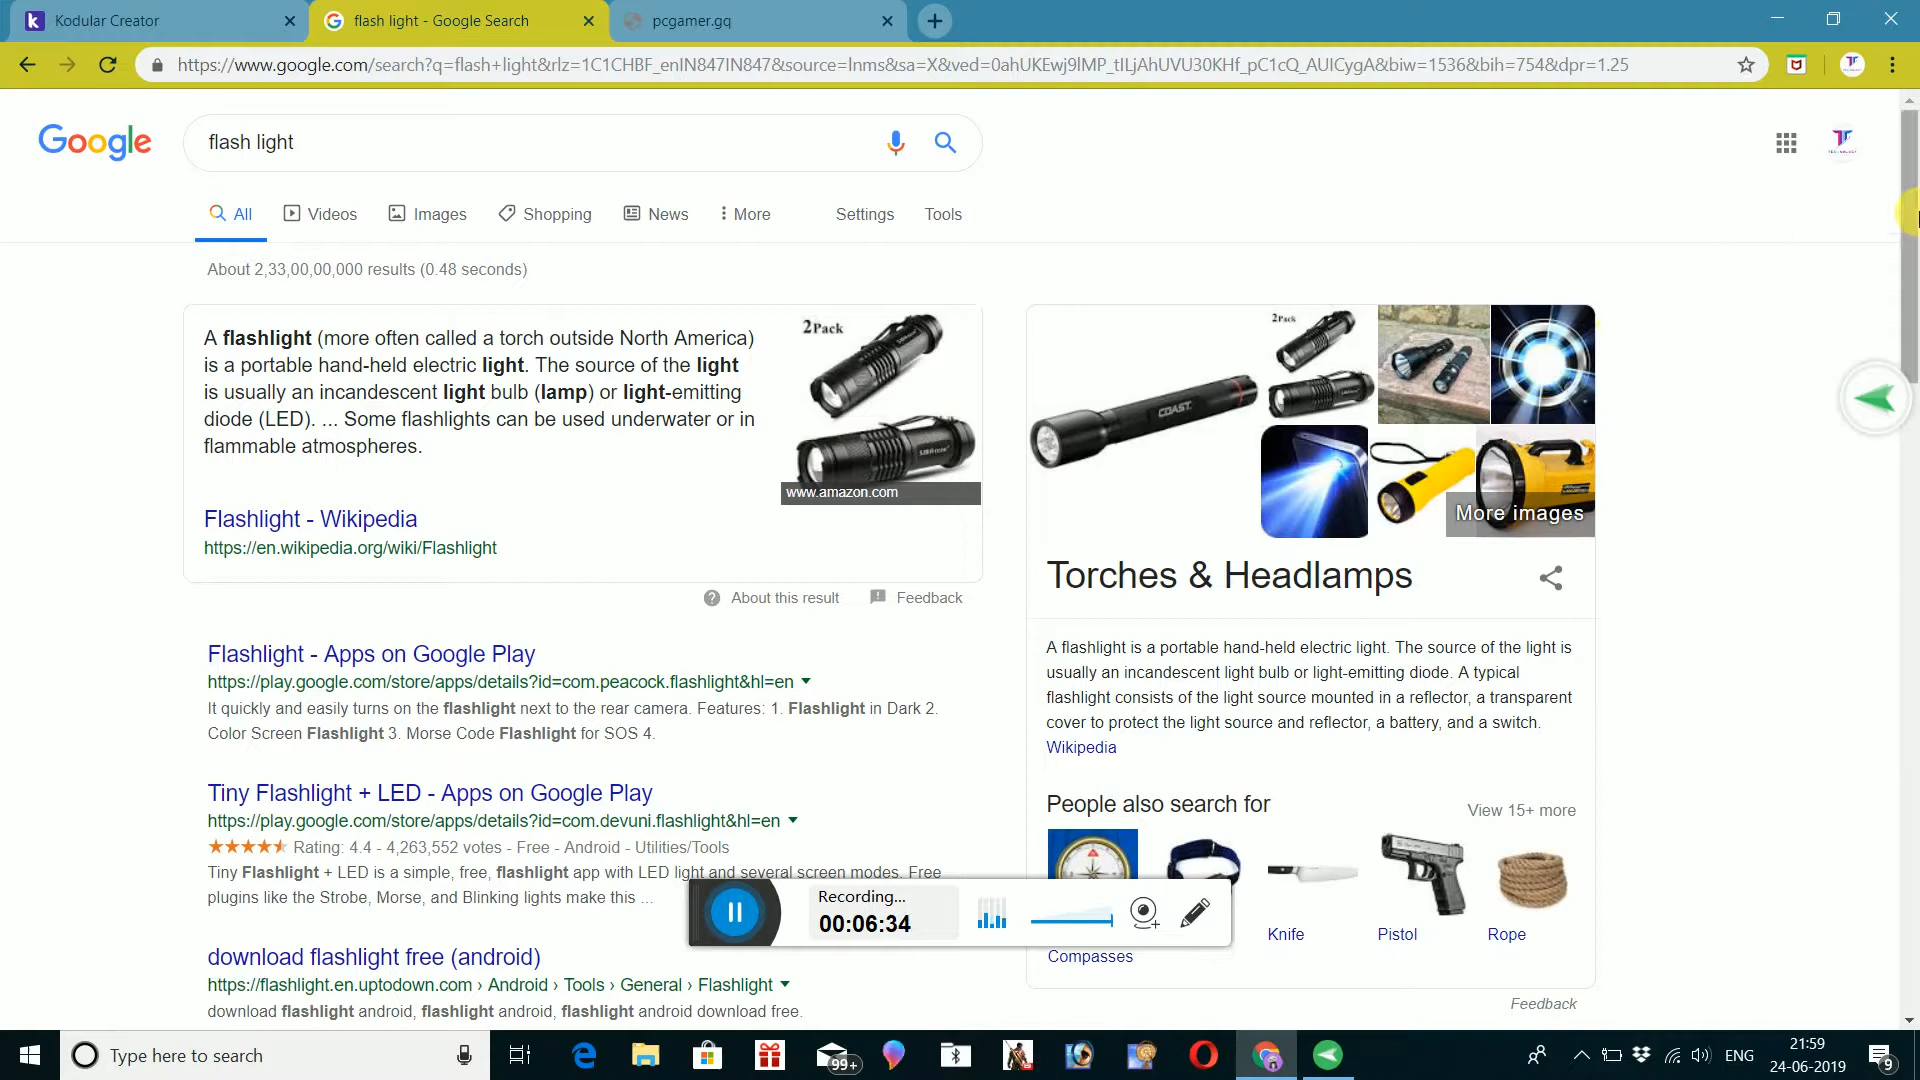 Kodular Creator
flash light - Google Search
pcgamer.gq
https://www.google.com/search?q=flash+light&rlz=1C1CHBF_enIN847IN847&source=lnms&sa=X&ved=0ahUKEwj9lMP_tILjAhUVU30KHf_pC1cQ_AUICygA&biw=1536&bih=754&dpr=1.25
Google
flash light
All
Videos
Images
Shopping
News
More
Settings
Tools
About 2,33,00,00,000 results (0.48 seconds)
A flashlight (more often called a torch outside North America)
is a portable hand-held electric light. The source of the light
is usually an incandescent light bulb (lamp) or light-emitting
diode (LED). ... Some flashlights can be used underwater or in
flammable atmospheres.
2Pack
www.amazon.com
Flashlight - Wikipedia
https://en.wikipedia.org/wiki/Flashlight
About this result
Feedback
Flashlight - Apps on Google Play
https://play.google.com/store/apps/details?id=com.peacock.flashlight&hl=en
It quickly and easily turns on the flashlight next to the rear camera. Features: 1. Flashlight in Dark 2.
Color Screen Flashlight 3. Morse Code Flashlight for SOS 4.
Tiny Flashlight + LED - Apps on Google Play
https://play.google.com/store/apps/details?id=com.devuni.flashlight&hl=en
Rating: 4.4 - 4,263,552 votes - Free - Android - Utilities/Tools
Tiny Flashlight + LED is a simple, free, flashlight app with LED light and several screen modes. Free
plugins like the Strobe, Morse, and Blinking lights make this ...
download flashlight free (android)
https://flashlight.en.uptodown.com › Android › Tools › General › Flashlight
download flashlight android, flashlight android, flashlight android download free.
COAST
2Pack
More images
Torches & Headlamps
A flashlight is a portable hand-held electric light. The source of the light is
usually an incandescent light bulb or light-emitting diode. A typical
flashlight consists of the light source mounted in a reflector, a transparent
cover to protect the light source and reflector, a battery, and a switch.
Wikipedia
People also search for
View 15+ more
Compasses
Knife
Pistol
Rope
Feedback
Recording...
00:06:34
Type here to search
99+
ENG
21:59
24-06-2019
9